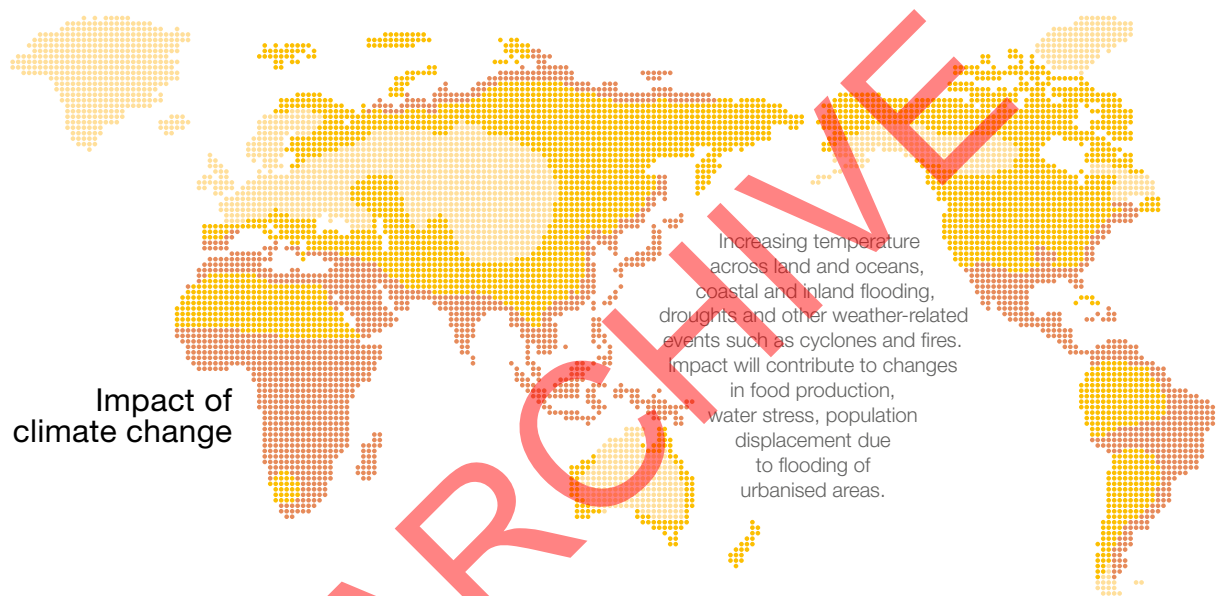 Increasing temperature
across land and oceans,
coastal and inland flooding,
droughts and other weather-related
events such as cyclones and fires.
Impact will contribute to changes
in food production,
water stress, population
displacement due
to flooding of
urbanised areas.
Impact of
climate change
ARCHIVE